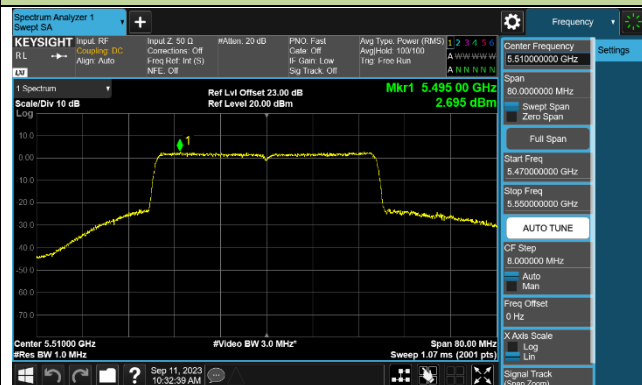 Spectrum Analyzer 1
Swept SA
+
Frequency
KEYSIGHT
RL
LXI
Input: RF
Coupling: DC
Align: Auto
Input Z: 50 Ω
Corrections: Off
Freq Ref: Int (S)
NFE: Off
#Atten: 20 dB
PNO: Fast
Gate: Off
IF Gain: Low
Sig Track: Off
Avg Type: Power (RMS)
Avg|Hold: 100/100
Trig: Free Run
1 2 3 4 5 6
A W W W W W
A N N N N N
1 Spectrum
Scale/Div 10 dB
Log
Ref Lvl Offset 23.00 dB
Ref Level 20.00 dBm
Mkr1 5.495 00 GHz
2.695 dBm
1
10.0
0.00
-10.0
-20.0
-30.0
-40.0
-50.0
-60.0
-70.0
Center 5.51000 GHz
#Res BW 1.0 MHz
#Video BW 3.0 MHz*
Span 80.00 MHz
Sweep 1.07 ms (2001 pts)
Sep 11, 2023
10:32:39 AM
Center Frequency
5.510000000 GHz
Settings
Span
80.0000000 MHz
Swept Span
Zero Span
Full Span
Start Freq
5.470000000 GHz
Stop Freq
5.550000000 GHz
AUTO TUNE
CF Step
8.000000 MHz
Auto
Man
Freq Offset
0 Hz
X Axis Scale
Log
Lin
Signal Track
(Span Zoom)